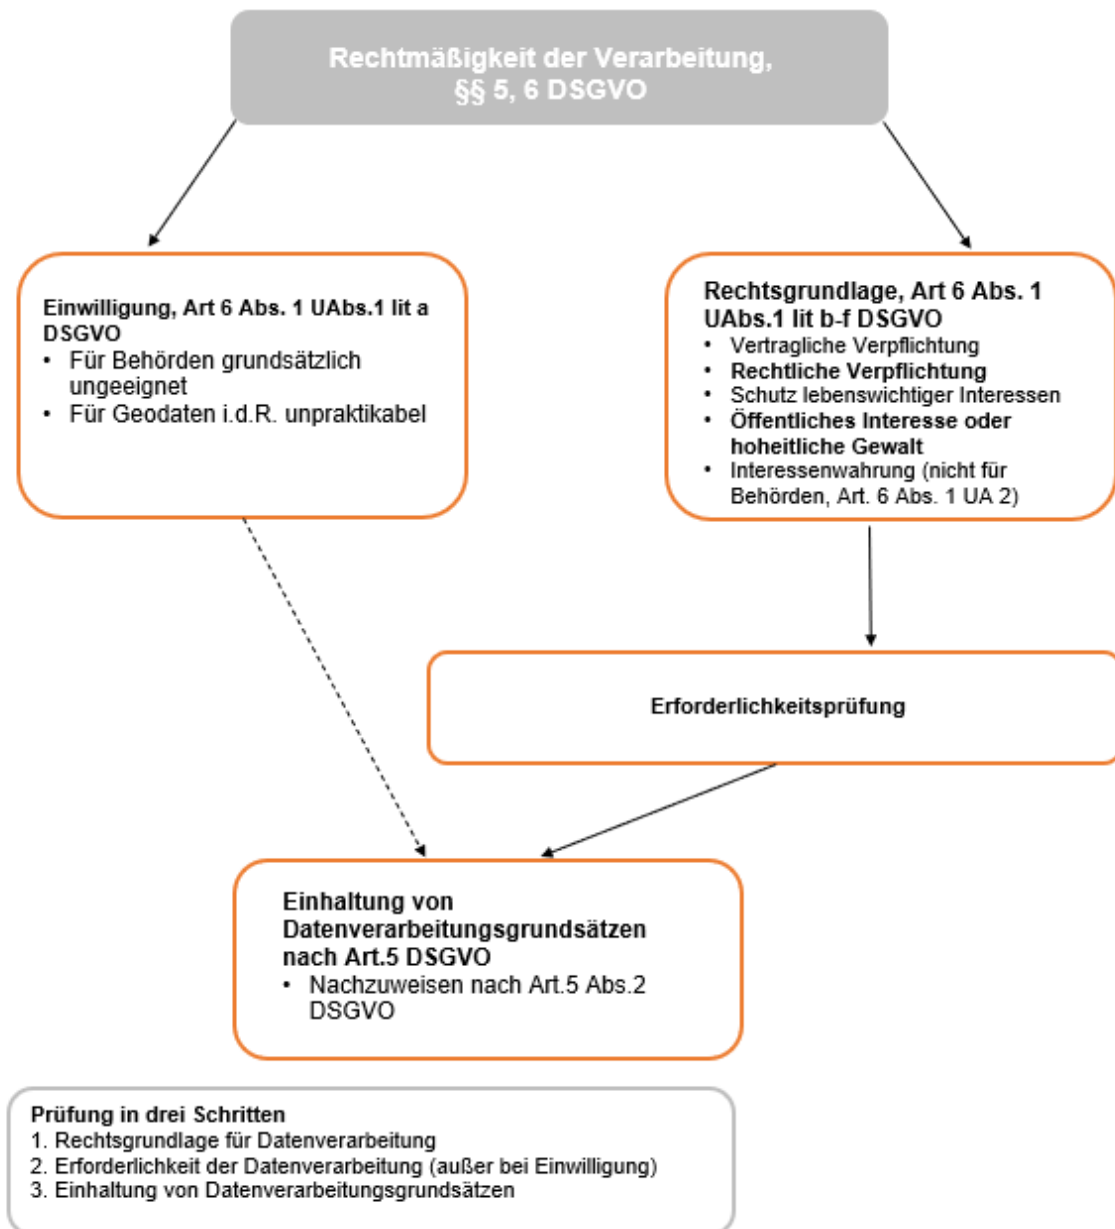 Rechtmäßigkeit der Verarbeitung,
§§ 5, 6 DSGVO
Einwilligung, Art 6 Abs. 1 UAbs.1 lit a
DSGVO
• Für Behörden grundsätzlich
ungeeignet
• Für Geodaten i.d.R. unpraktikabel
Rechtsgrundlage, Art 6 Abs. 1
UAbs.1 lit b-f DSGVO
• Vertragliche Verpflichtung
• Rechtliche Verpflichtung
• Schutz lebenswichtiger Interessen
• Öffentliches Interesse oder
hoheitliche Gewalt
• Interessenwahrung (nicht für
Behörden, Art. 6 Abs. 1 UA 2)
Erforderlichkeitsprüfung
Einhaltung von
Datenverarbeitungsgrundsätzen
nach Art.5 DSGVO
• Nachzuweisen nach Art.5 Abs.2
DSGVO
Prüfung in drei Schritten
1. Rechtsgrundlage für Datenverarbeitung
2. Erforderlichkeit der Datenverarbeitung (außer bei Einwilligung)
3. Einhaltung von Datenverarbeitungsgrundsätzen